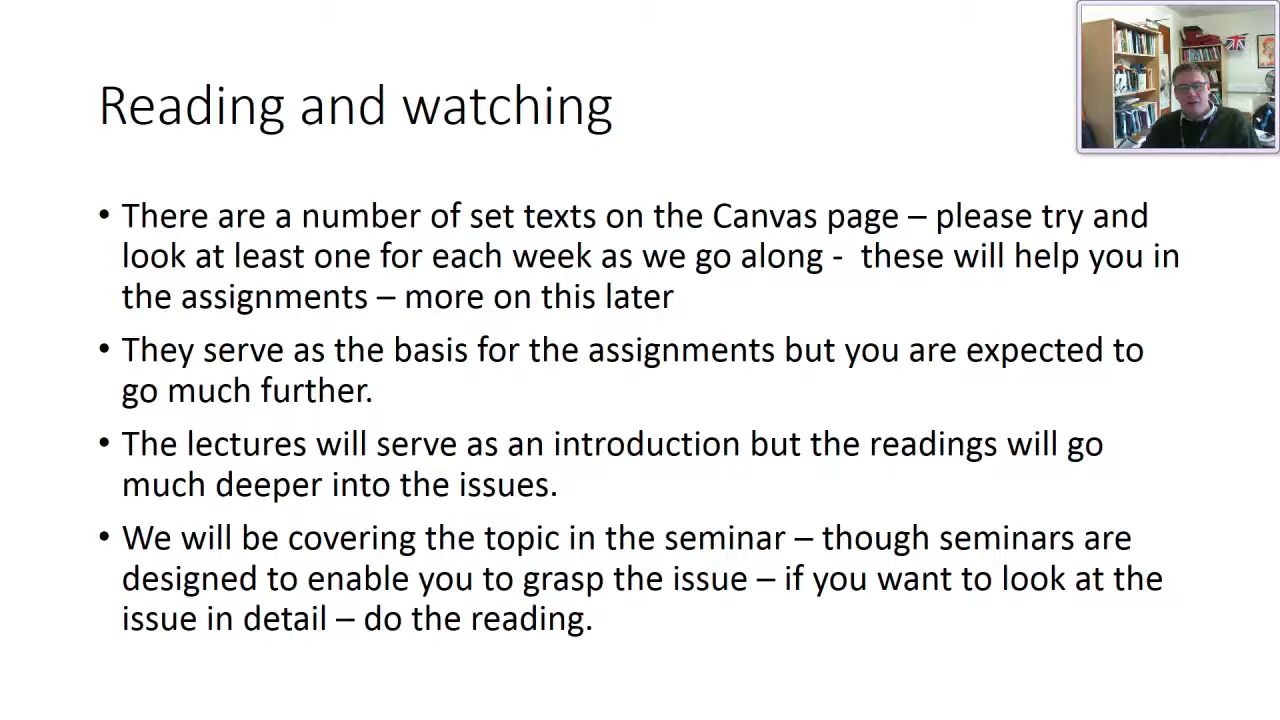 Reading and watching
• There are a number of set texts on the Canvas page – please try and
look at least one for each week as we go along -  these will help you in
the assignments – more on this later
• They serve as the basis for the assignments but you are expected to
go much further.
• The lectures will serve as an introduction but the readings will go
much deeper into the issues.
• We will be covering the topic in the seminar – though seminars are
designed to enable you to grasp the issue – if you want to look at the
issue in detail – do the reading.